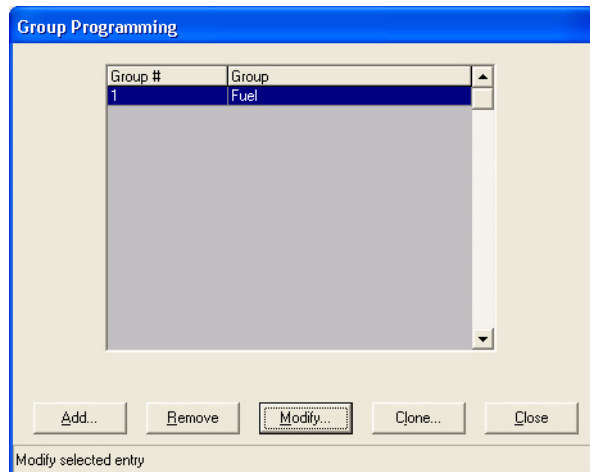 Group Programming
Group # Group
1 Fuel
Add... Remove Modify... Clone... Close
Modify selected entry